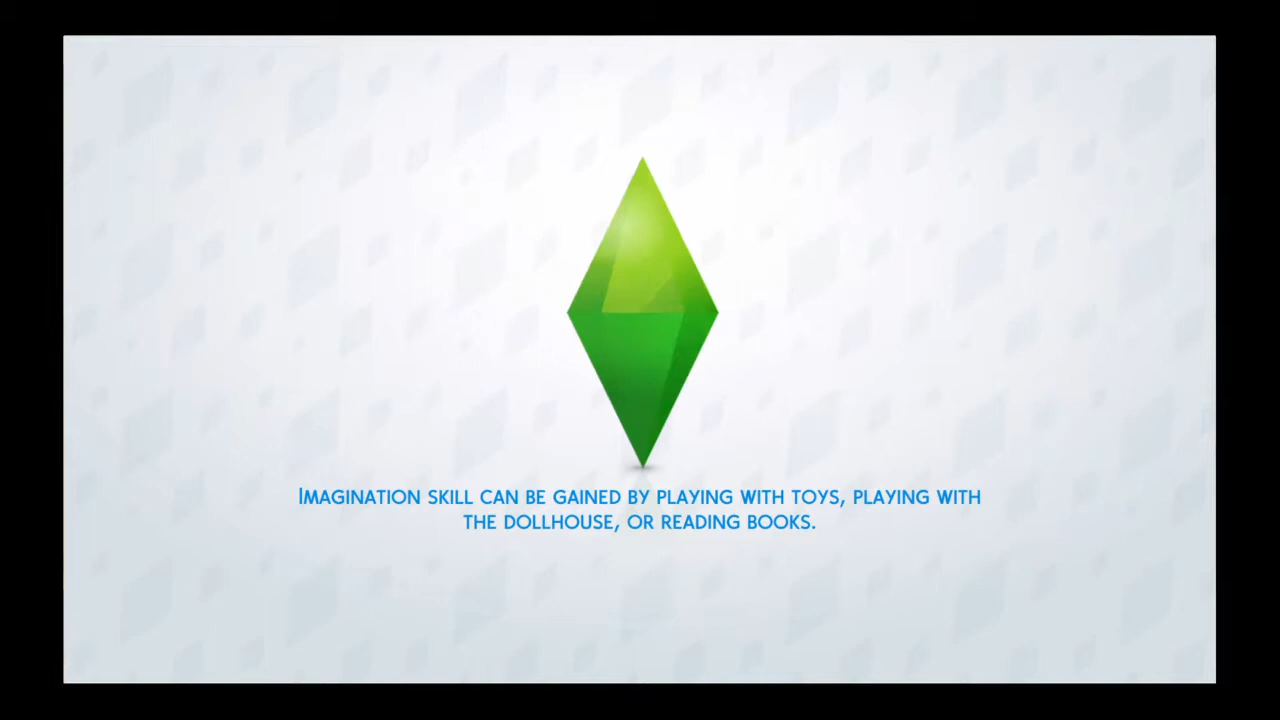 Imagination skill can be gained by playing with toys, playing with
the dollhouse, or reading books.